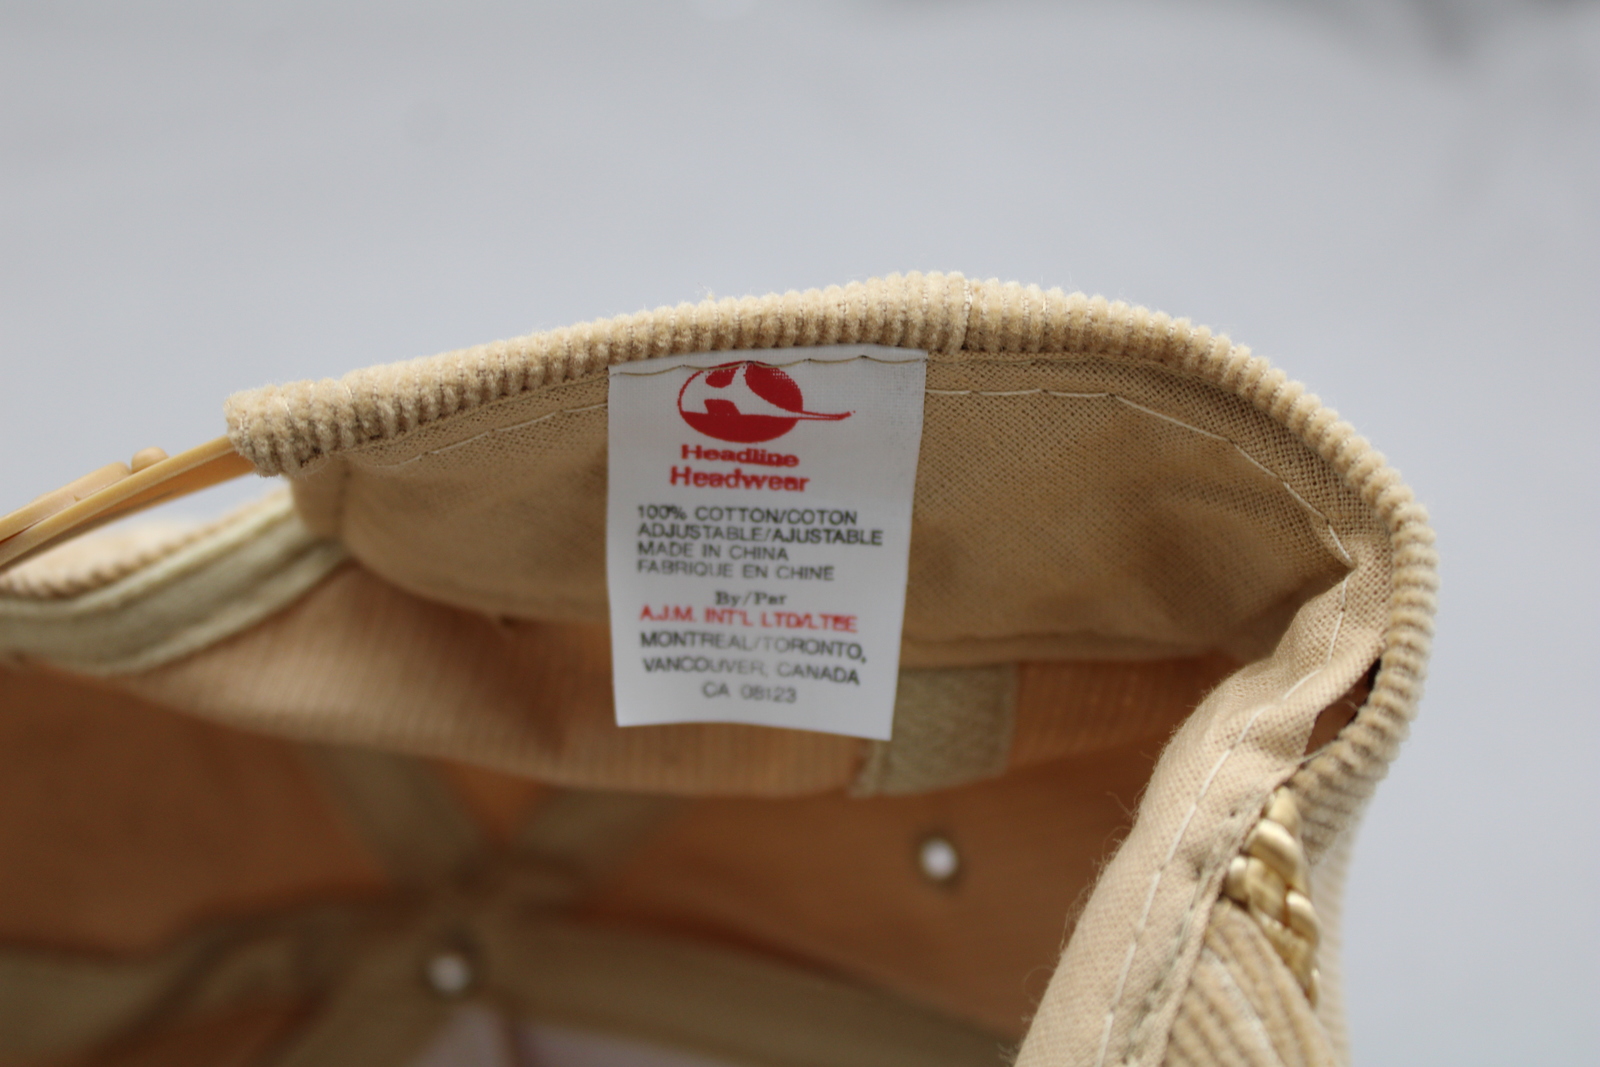 Headline
Headwear
100% COTTON/COTON
ADJUSTABLE/AJUSTABLE
MADE IN CHINA
FABRIQUE EN CHINE
By/Par
A.J.M. INT'L LTD/LTEE
MONTREAL/TORONTO,
VANCOUVER, CANADA
CA 08123